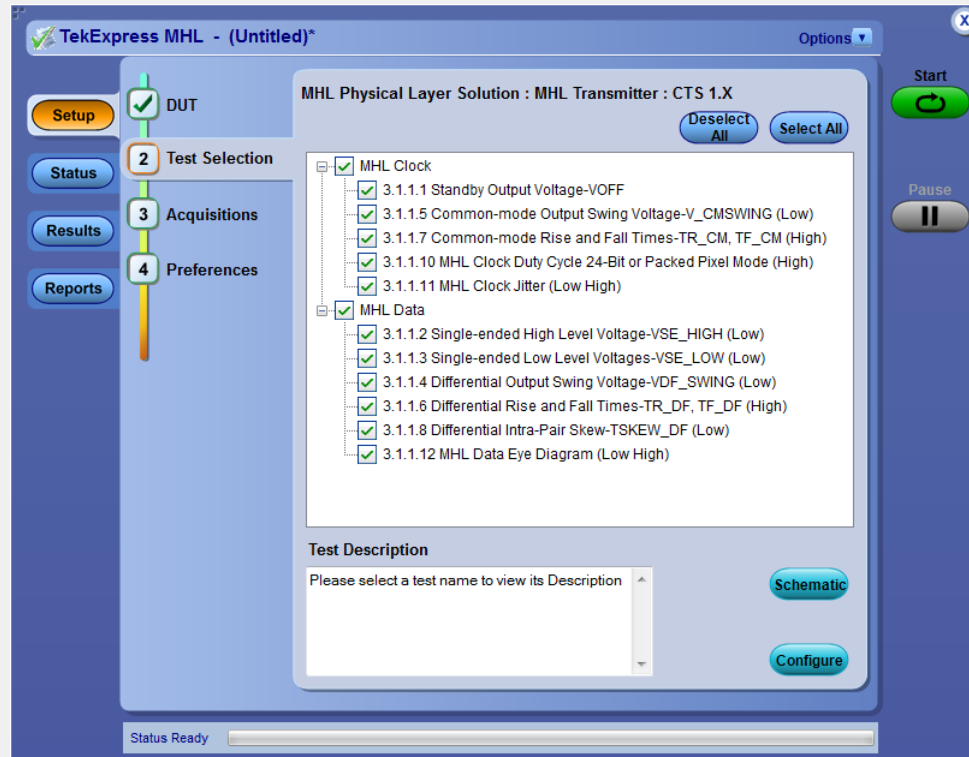 TekExpress MHL - (Untitled)*
Options
X
Start
Pause
Setup
Status
Results
Reports
DUT
2 Test Selection
3 Acquisitions
4 Preferences
MHL Physical Layer Solution : MHL Transmitter : CTS 1.X
Deselect
All
Select All
MHL Clock
3.1.1.1 Standby Output Voltage-VOFF
3.1.1.5 Common-mode Output Swing Voltage-V_CMSWING (Low)
3.1.1.7 Common-mode Rise and Fall Times-TR_CM, TF_CM (High)
3.1.1.10 MHL Clock Duty Cycle 24-Bit or Packed Pixel Mode (High)
3.1.1.11 MHL Clock Jitter (Low High)
MHL Data
3.1.1.2 Single-ended High Level Voltage-VSE_HIGH (Low)
3.1.1.3 Single-ended Low Level Voltages-VSE_LOW (Low)
3.1.1.4 Differential Output Swing Voltage-VDF_SWING (Low)
3.1.1.6 Differential Rise and Fall Times-TR_DF, TF_DF (High)
3.1.1.8 Differential Intra-Pair Skew-TSKEW_DF (Low)
3.1.1.12 MHL Data Eye Diagram (Low High)
Test Description
Please select a test name to view its Description
Schematic
Configure
Status Ready